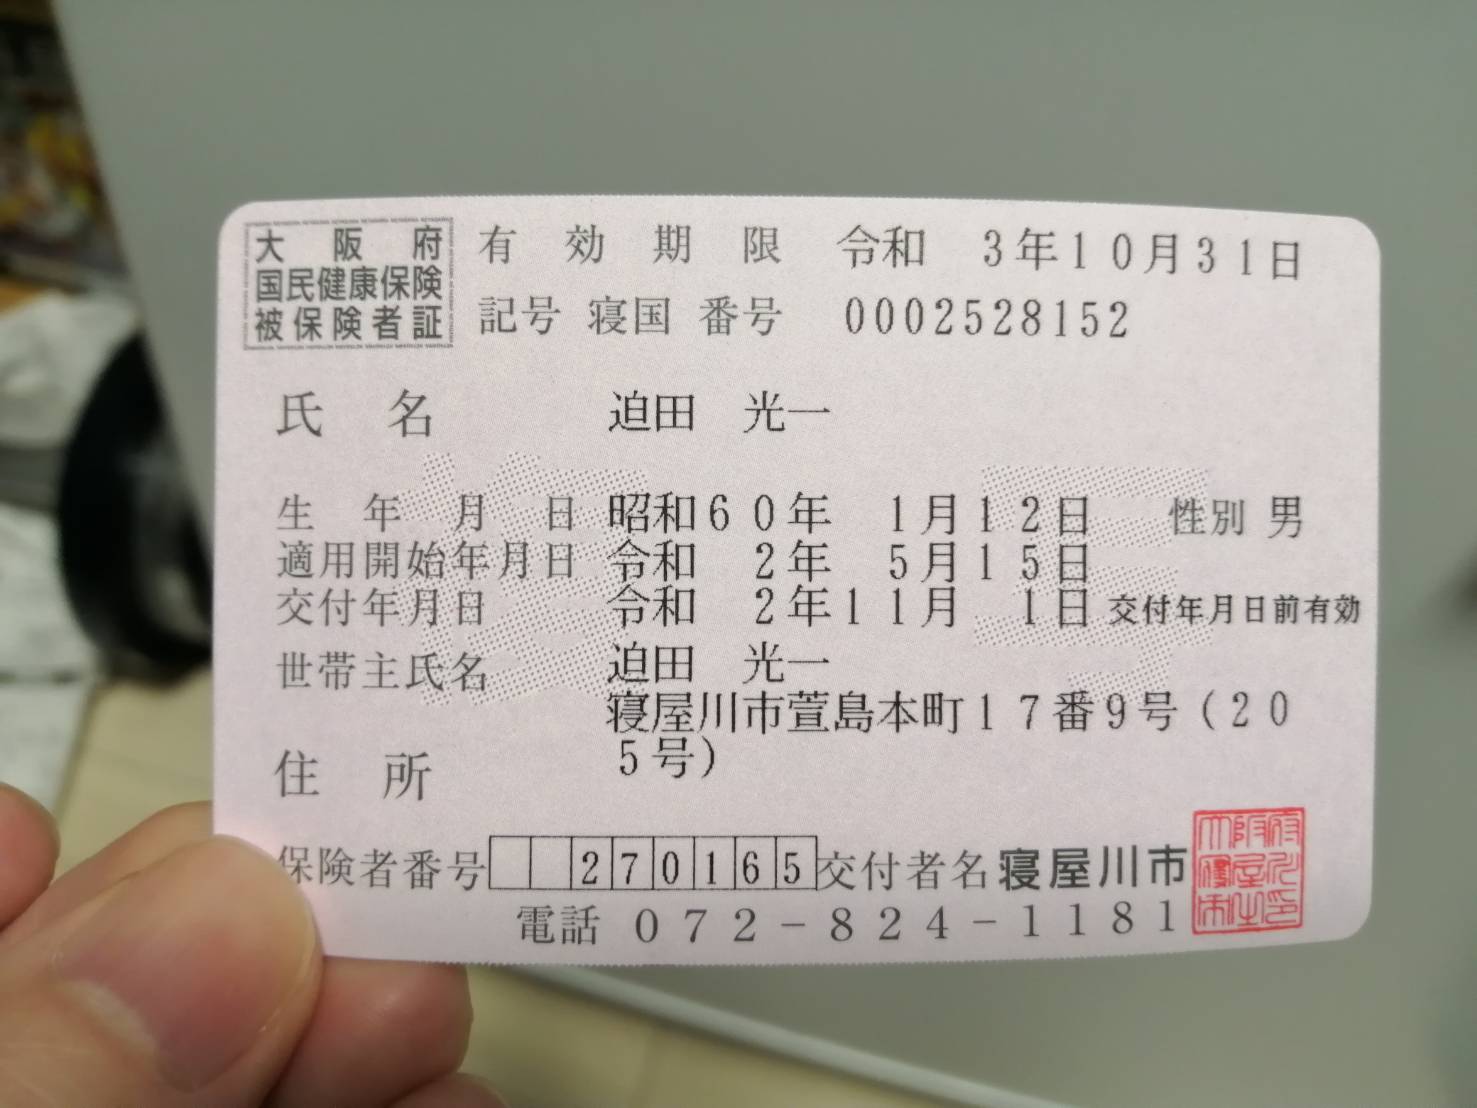 大阪府
国民健康保険
被保険者証
有効期限 令和 3年10月31日
記号 寝国 番号 0002528152
氏名 迫田 光一
生年月日 昭和60年 1月12日 性別 男
適用開始年月日 令和 2年 5月15日
交付年月日 令和 2年11月 1日 交付年月日前有効
世帯主氏名 迫田 光一
寝屋川市萱島本町17番9号(20
5号)
住所
保険者番号 270165 交付者名 寝屋川市
電話 072-824-1181